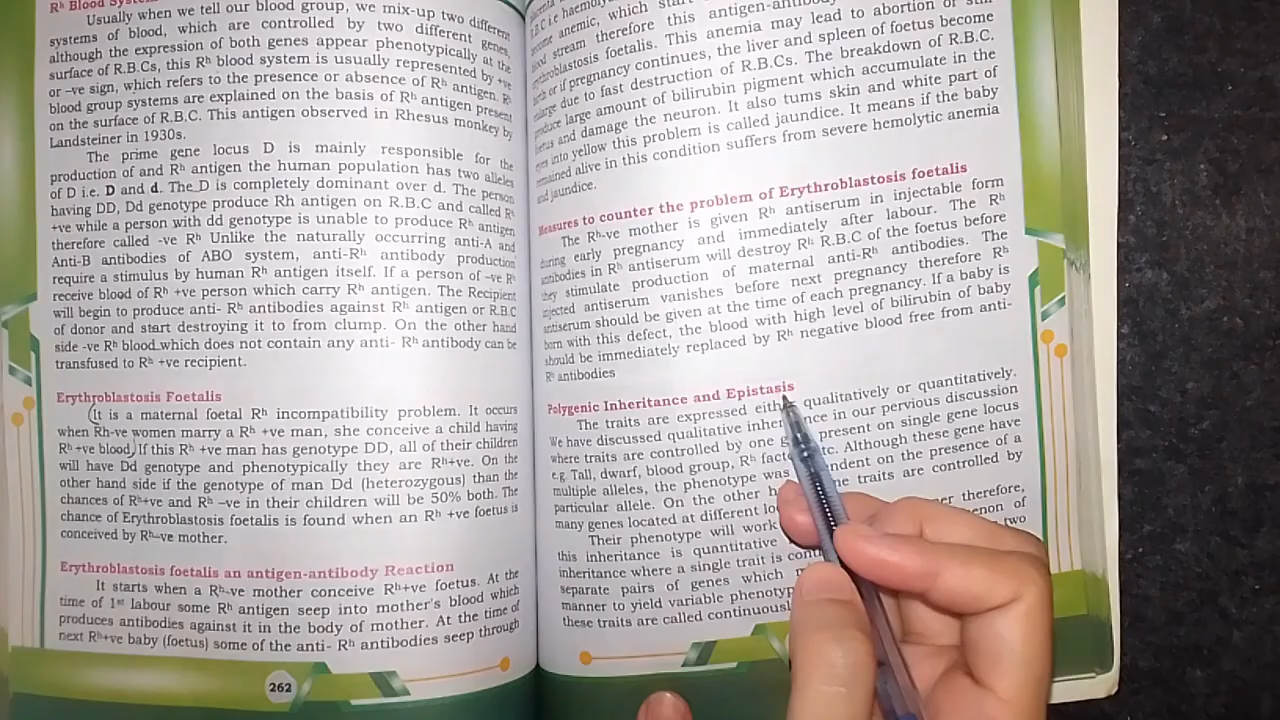 Rʰ Blood System
Usually when we tell our blood group, we mix-up two different
systems of blood, which are controlled by two different genes,
although the expression of both genes appear phenotypically at the
surface of R.B.Cs, this Rʰ blood system is usually represented by +ve
or –ve sign, which refers to the presence or absence of Rʰ antigen. Rʰ
blood group systems are explained on the basis of Rʰ antigen present
on the surface of R.B.C. This antigen observed in Rhesus monkey by
Landsteiner in 1930s.
The prime gene locus D is mainly responsible for the
production of and Rʰ antigen the human population has two alleles
of D i.e. D and d. The D is completely dominant over d. The person
having DD, Dd genotype produce Rh antigen on R.B.C and called Rʰ
+ve while a person with dd genotype is unable to produce Rʰ antigen
therefore called -ve Rʰ Unlike the naturally occurring anti-A and
Anti-B antibodies of ABO system, anti-Rʰ antibody production
require a stimulus by human Rʰ antigen itself. If a person of –ve Rʰ
receive blood of Rʰ +ve person which carry Rʰ antigen. The Recipient
will begin to produce anti- Rʰ antibodies against Rʰ antigen or R.B.C
of donor and start destroying it to from clump. On the other hand
side -ve Rʰ blood which does not contain any anti- Rʰ antibody can be
transfused to Rʰ +ve recipient.
Erythroblastosis Foetalis
It is a maternal foetal Rʰ incompatibility problem. It occurs
when Rh-ve women marry a Rʰ +ve man, she conceive a child having
Rʰ +ve blood. If this Rʰ +ve man has genotype DD, all of their children
will have Dd genotype and phenotypically they are Rʰ+ve. On the
other hand side if the genotype of man Dd (heterozygous) than the
chances of Rʰ+ve and Rʰ –ve in their children will be 50% both. The
chance of Erythroblastosis foetalis is found when an Rʰ +ve foetus is
conceived by Rʰ–ve mother.
Erythroblastosis foetalis an antigen-antibody Reaction
It starts when a Rʰ-ve mother conceive Rʰ+ve foetus. At the
time of 1ˢᵗ labour some Rʰ antigen seep into mother's blood which
produces antibodies against it in the body of mother. At the time of
next Rʰ+ve baby (foetus) some of the anti- Rʰ antibodies seep through
262
R.B.C i.e haemoly
become anemic, which start
blood stream therefore this antigen-antibody
erythroblastosis foetalis. This anemia may lead to abortion or still
birth or if pregnancy continues, the liver and spleen of foetus become
enlarge due to fast destruction of R.B.Cs. The breakdown of R.B.C.
produce large amount of bilirubin pigment which accumulate in the
foetus and damage the neuron. It also turns skin and white part of
eyes into yellow this problem is called jaundice. It means if the baby
remained alive in this condition suffers from severe hemolytic anemia
and jaundice.
Measures to counter the problem of Erythroblastosis foetalis
The Rʰ-ve mother is given Rʰ antiserum in injectable form
during early pregnancy and immediately after labour. The Rʰ
antibodies in Rʰ antiserum will destroy Rʰ R.B.C of the foetus before
they stimulate production of maternal anti-Rʰ antibodies. The
injected antiserum vanishes before next pregnancy therefore Rʰ
antiserum should be given at the time of each pregnancy. If a baby is
born with this defect, the blood with high level of bilirubin of baby
should be immediately replaced by Rʰ negative blood free from anti-
Rʰ antibodies
Polygenic Inheritance and Epistasis
The traits are expressed either qualitatively or quantitatively.
We have discussed qualitative inheritance in our pervious discussion
where traits are controlled by one g present on single gene locus
e.g. Tall, dwarf, blood group, Rʰ fact etc. Although these gene have
multiple alleles, the phenotype was ndent on the presence of a
particular allele. On the other h traits are controlled by
many genes located at different lo
Their phenotype will work er therefore,
this inheritance is quantitative enon of
inheritance where a single trait is cont two
separate pairs of genes which
manner to yield variable phenotyp
these traits are called continuous